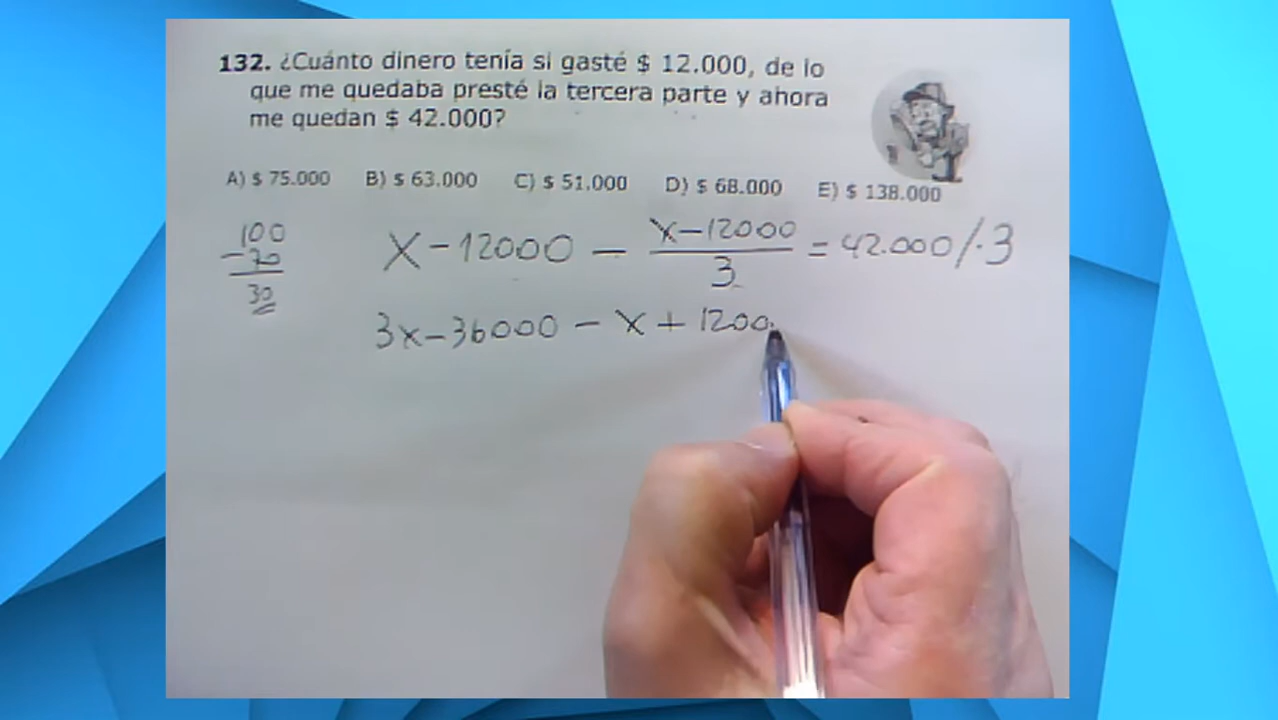 132. ¿Cuánto dinero tenía si gasté $ 12.000, de lo
que me quedaba presté la tercera parte y ahora
me quedan $ 42.000?
A) $ 75.000 B) $ 63.000 C) $ 51.000 D) $ 68.000 E) $ 138.000
100
-70
30
X - 12000 - x-12000/3 = 42.000 /·3
3x - 36000 - x + 1200